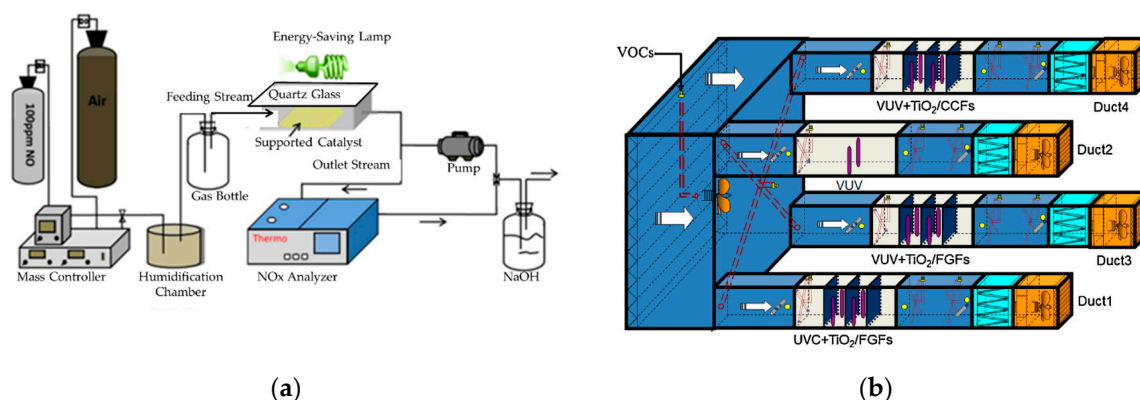 Energy-Saving Lamp
Quartz Glass
Feeding Stream
Supported Catalyst
Outlet Stream
100ppm NO
Air
Gas Bottle
Pump
Thermo
Mass Controller
Humidification
Chamber
NOx Analyzer
NaOH
(a)
VOCs
VUV+TiO2/CCFs
Duct4
VUV
Duct2
VUV+TiO2/FGFs
Duct3
UVC+TiO2/FGFs
Duct1
(b)